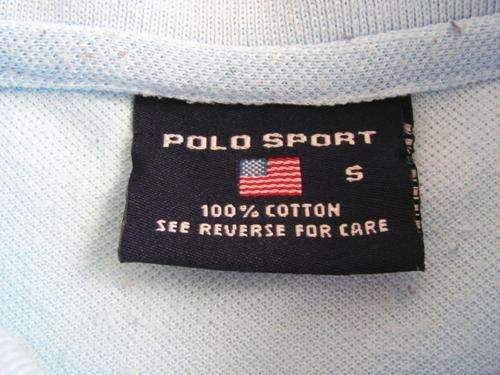 POLO SPORT
S
100% COTTON
SEE REVERSE FOR CARE